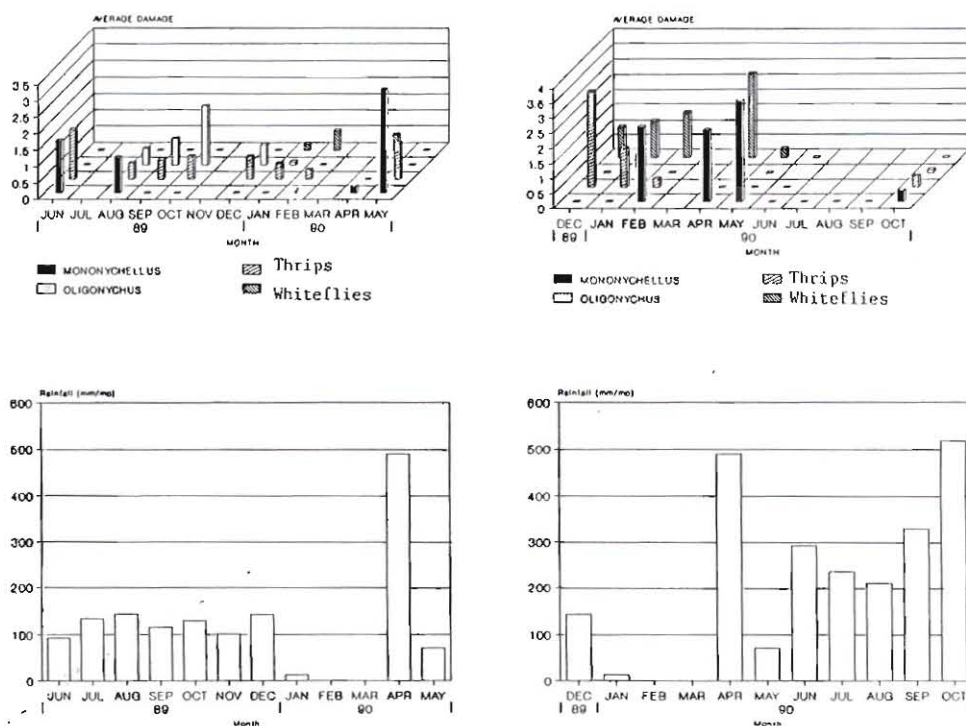 AVERAGE DAMAGE
3.5
3
2.5
2
1.5
1
0.5
0
JUN JUL AUG SEP OCT NOV DEC JAN FEB MAR APR MAY
89 90
MONTH
MONONYCHELLUS Thrips
OLIGONYCHUS Whiteflies
AVERAGE DAMAGE
4
3.5
3
2.5
2
1.5
1
0.5
0
DEC JAN FEB MAR APR MAY JUN JUL AUG SEP OCT
89 90
MONTH
MONONYCHELLUS Thrips
OLIGONYCHUS Whiteflies
Rainfall (mm/mo)
600
500
400
300
200
100
0
JUN JUL AUG SEP OCT NOV DEC JAN FEB MAR APR MAY
89 90
Month
Rainfall (mm/mo)
600
500
400
300
200
100
0
DEC JAN FEB MAR APR MAY JUN JUL AUG SEP OCT
89 90
Month